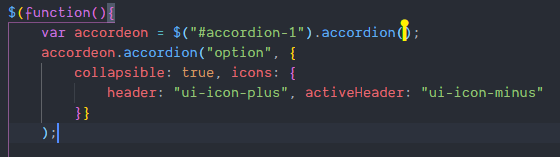 $(function(){
var accordeon = $("#accordion-1").accordion();
accordeon.accordion("option", {
collapsible: true, icons: {
header: "ui-icon-plus", activeHeader: "ui-icon-minus"
}}
);